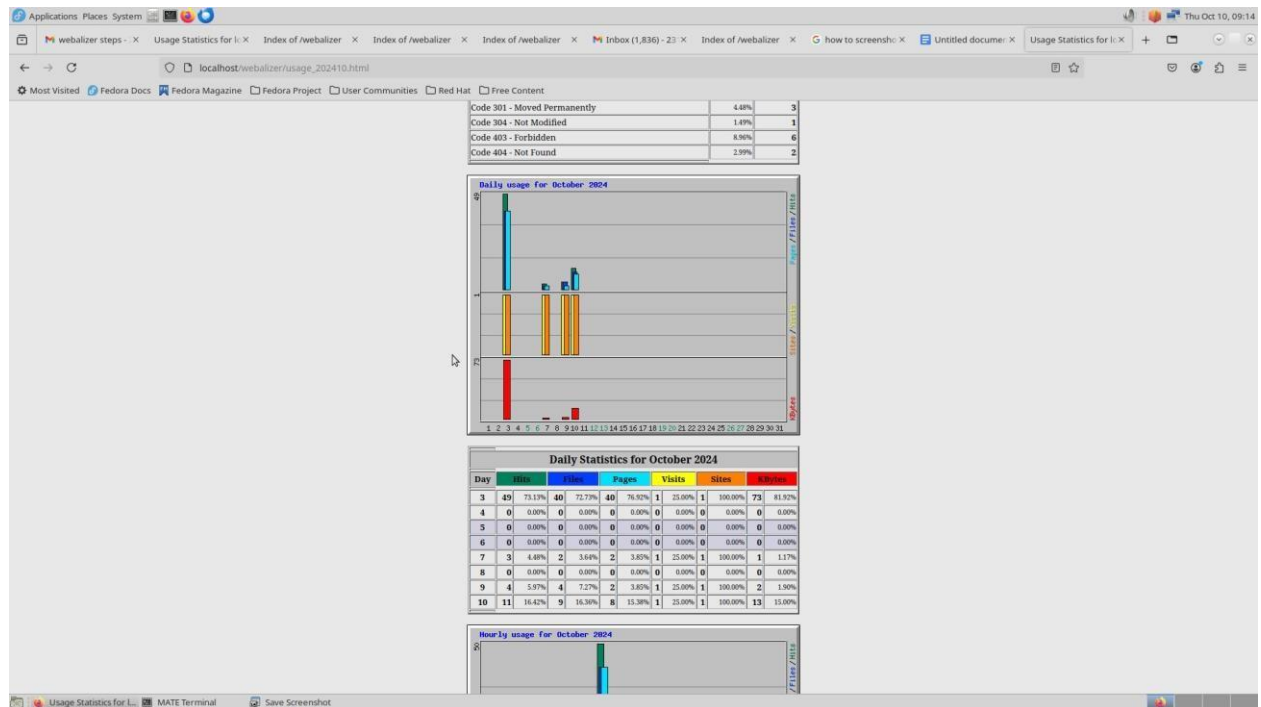 Applications Places System Thu Oct 10, 09:14
webalizer steps - × Usage Statistics for lo × Index of /webalizer × Index of /webalizer × Index of /webalizer × Inbox (1,836) - 23 × Index of /webalizer × how to screensho × Untitled documen × Usage Statistics for lo × +
localhost/webalizer/usage_202410.html
Most Visited Fedora Docs Fedora Magazine Fedora Project User Communities Red Hat Free Content
Code 301 - Moved Permanently 4.48% 3
Code 304 - Not Modified 1.49% 1
Code 403 - Forbidden 8.96% 6
Code 404 - Not Found 2.99% 2
Daily usage for October 2024
49
Pages / Files / Hits
1
Sites / Visits
73
KBytes
1 2 3 4 5 6 7 8 9 10 11 12 13 14 15 16 17 18 19 20 21 22 23 24 25 26 27 28 29 30 31
Daily Statistics for October 2024
Day Hits Files Pages Visits Sites KBytes
3 49 73.13% 40 72.73% 40 76.92% 1 25.00% 1 100.00% 73 81.92%
4 0 0.00% 0 0.00% 0 0.00% 0 0.00% 0 0.00% 0 0.00%
5 0 0.00% 0 0.00% 0 0.00% 0 0.00% 0 0.00% 0 0.00%
6 0 0.00% 0 0.00% 0 0.00% 0 0.00% 0 0.00% 0 0.00%
7 3 4.48% 2 3.64% 2 3.85% 1 25.00% 1 100.00% 1 1.17%
8 0 0.00% 0 0.00% 0 0.00% 0 0.00% 0 0.00% 0 0.00%
9 4 5.97% 4 7.27% 2 3.85% 1 25.00% 1 100.00% 2 1.90%
10 11 16.42% 9 16.36% 8 15.38% 1 25.00% 1 100.00% 13 15.00%
Hourly usage for October 2024
50
/ Files / Hits
Usage Statistics for l... MATE Terminal Save Screenshot